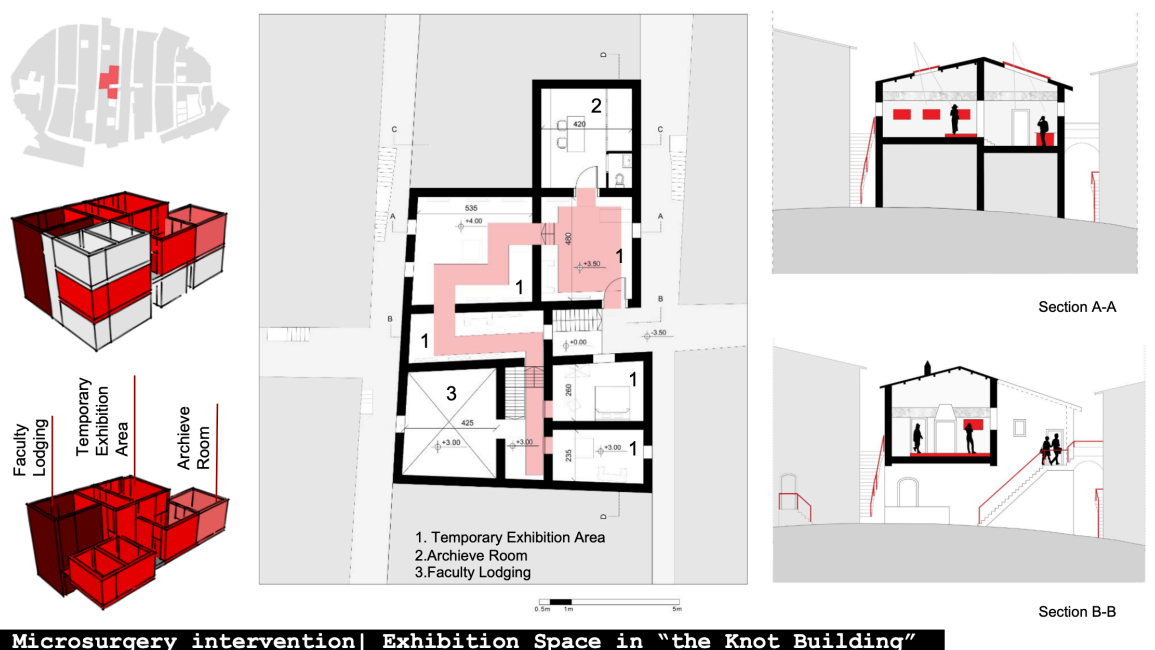 D
2
420
C
C
535
A
+4.00
A
480
1
+3.50
1
B
B
1
-3.50
+0.00
3
1
260
425
+3.00
+3.00
1
235
+3.00
D
1. Temporary Exhibition Area
2.Archieve Room
3.Faculty Lodging
0.5m 1m 5m
Faculty
Lodging
Temporary
Exhibition
Area
Archieve
Room
Section A-A
Section B-B
Microsurgery intervention| Exhibition Space in “the Knot Building”